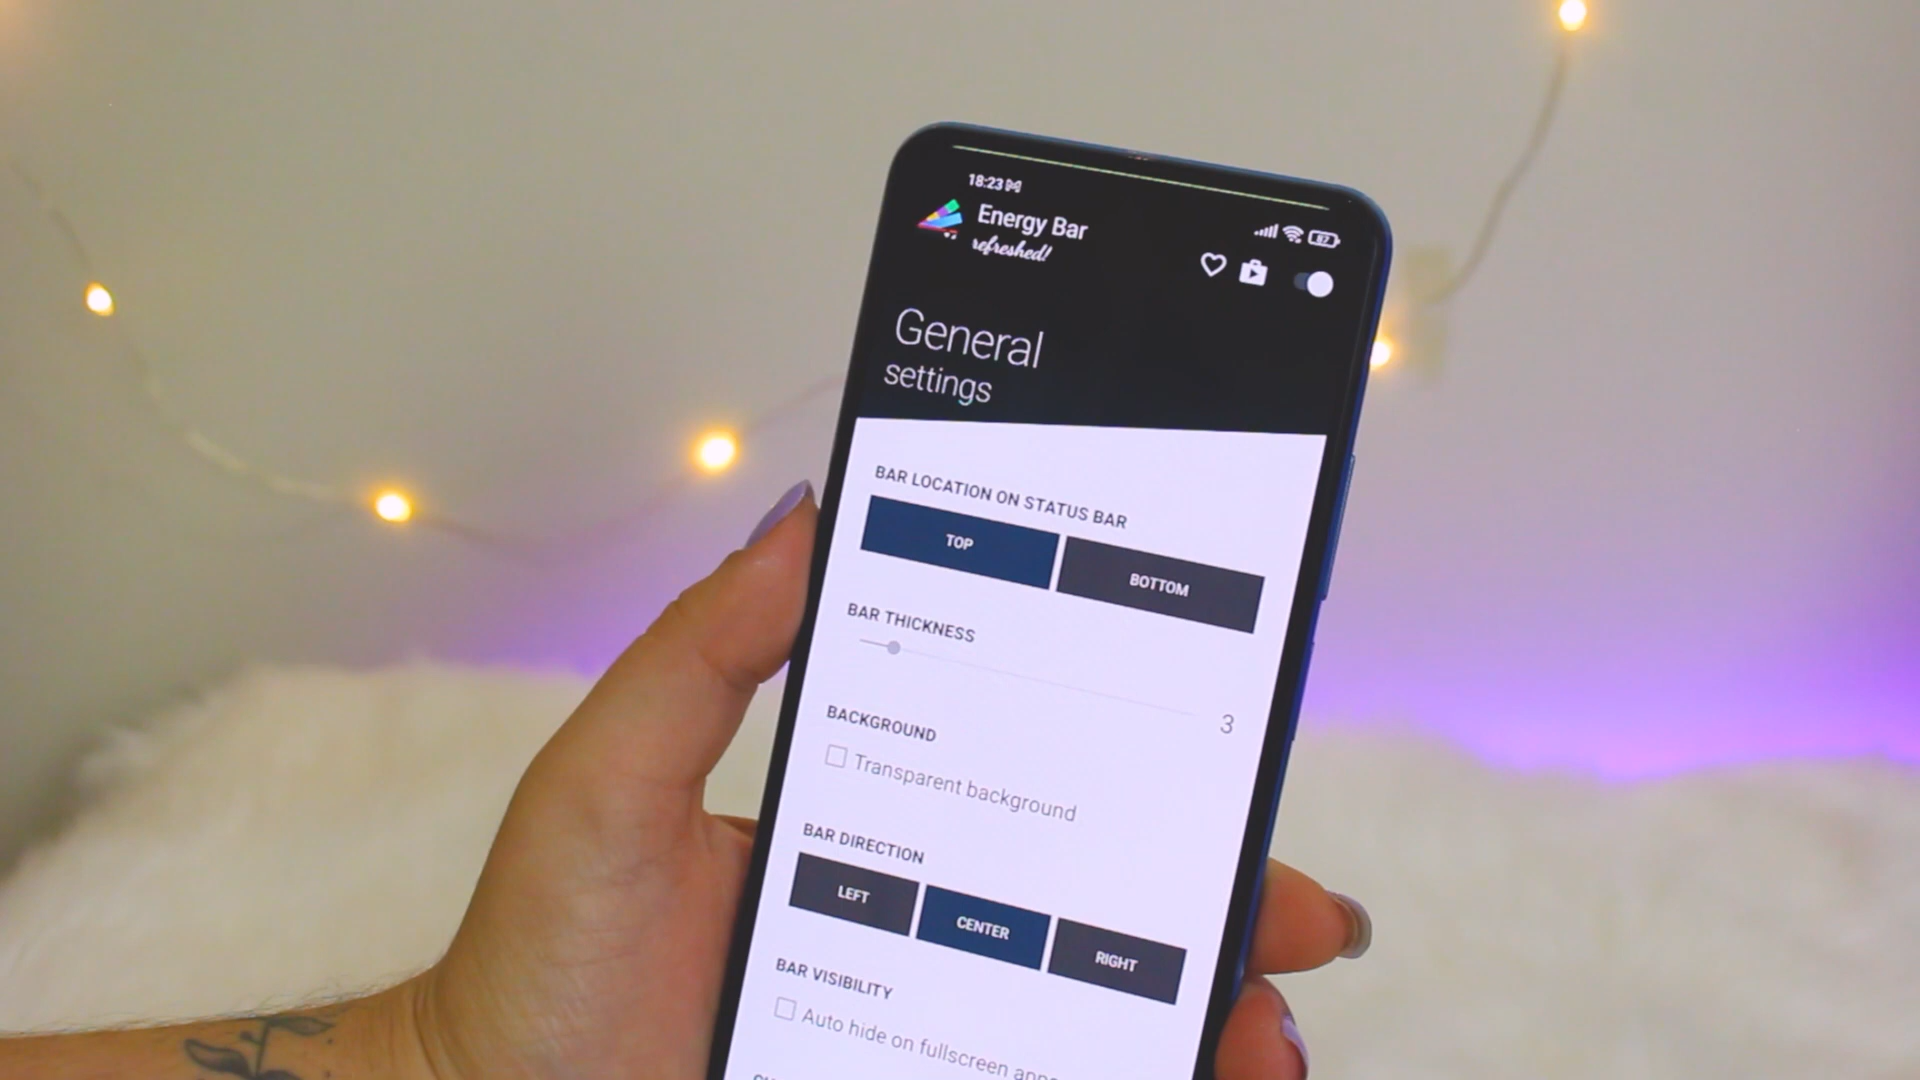 18:23
87
Energy Bar
refreshed!
General
settings
BAR LOCATION ON STATUS BAR
TOP
BOTTOM
BAR THICKNESS
3
BACKGROUND
Transparent background
BAR DIRECTION
LEFT
CENTER
RIGHT
BAR VISIBILITY
Auto hide on fullscreen